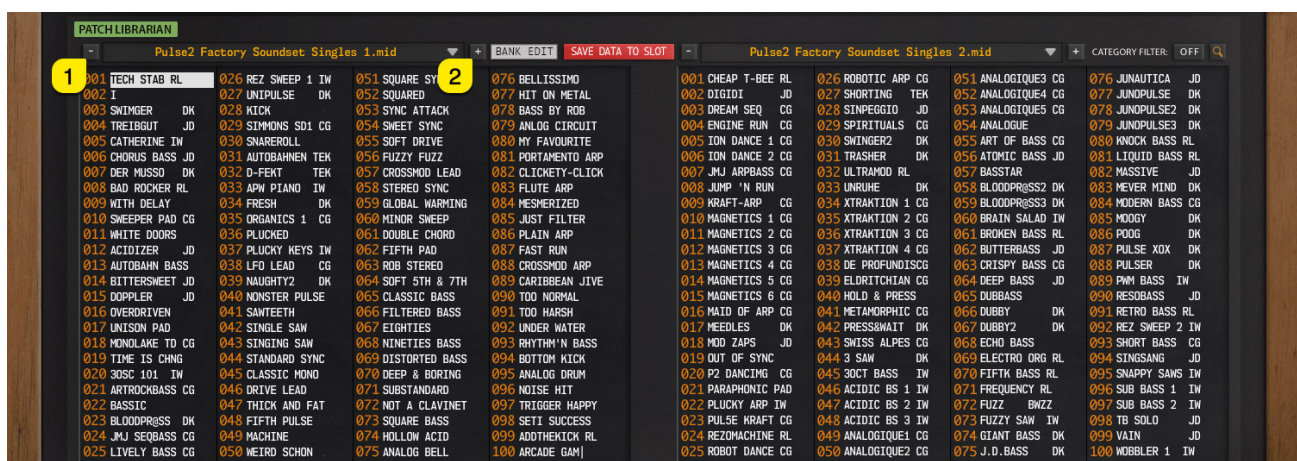 PATCH LIBRARIAN
- Pulse2 Factory Soundset Singles 1.mid + BANK EDIT SAVE DATA TO SLOT - Pulse2 Factory Soundset Singles 2.mid + CATEGORY FILTER: OFF
1 2
001 TECH STAB RL 026 REZ SWEEP 1 IW 051 SQUARE 076 BELLISSIMO 001 CHEAP T-BEE RL 026 ROBOTIC ARP CG 051 ANALOGIQUE3 CG 076 JUNAUTICA JD
002 I 027 UNIPULSE DK 052 SQUARED 077 HIT ON METAL 002 DIGIDI JD 027 SHORTING TEK 052 ANALOGIQUE4 CG 077 JUNOPULSE DK
003 SWIMGER DK 028 KICK 053 SYNC ATTACK 078 BASS BY ROB 003 DREAM SEQ CG 028 SINPEGGIO JD 053 ANALOGIQUE5 CG 078 JUNOPULSE2 DK
004 TREIBGUT JD 029 SIMMONS SD1 CG 054 SWEET SYNC 079 ANLOG CIRCUIT 004 ENGINE RUN CG 029 SPIRITUALS CG 054 ANALOGUE 079 JUNOPULSE3 DK
005 CATHERINE IW 030 SNAREROLL 055 SOFT DRIVE 080 MY FAVOURITE 005 ION DANCE 1 CG 030 SWINGER2 DK 055 ART OF BASS CG 080 KNOCK BASS RL
006 CHORUS BASS JD 031 AUTOBAHNEN TEK 056 FUZZY FUZZ 081 PORTAMENTO ARP 006 ION DANCE 2 CG 031 TRASHER DK 056 ATOMIC BASS JD 081 LIQUID BASS RL
007 DER MUSSO DK 032 D-FEKT TEK 057 CROSSMOD LEAD 082 CLICKETY-CLICK 007 JMJ ARPBASS CG 032 ULTRAMOD RL 057 BASSTAR 082 MASSIVE JD
008 BAD ROCKER RL 033 APW PIANO IW 058 STEREO SYNC 083 FLUTE ARP 008 JUMP 'N RUN 033 UNRUHE DK 058 BLOODPR@SS2 DK 083 MEVER MIND DK
009 WITH DELAY 034 FRESH DK 059 GLOBAL WARMING 084 MESMERIZED 009 KRAFT-ARP CG 034 XTRAKTION 1 CG 059 BLOODPR@SS3 DK 084 MODERN BASS CG
010 SWEEPER PAD CG 035 ORGANICS 1 CG 060 MINOR SWEEP 085 JUST FILTER 010 MAGNETICS 1 CG 035 XTRAKTION 2 CG 060 BRAIN SALAD IW 085 MOOGY DK
011 WHITE DOORS 036 PLUCKED 061 DOUBLE CHORD 086 PLAIN ARP 011 MAGNETICS 2 CG 036 XTRAKTION 3 CG 061 BROKEN BASS RL 086 POOG DK
012 ACIDIZER JD 037 PLUCKY KEYS IW 062 FIFTH PAD 087 FAST RUN 012 MAGNETICS 3 CG 037 XTRAKTION 4 CG 062 BUTTERBASS JD 087 PULSE XOX DK
013 AUTOBAHN BASS 038 LFO LEAD CG 063 ROB STEREO 088 CROSSMOD ARP 013 MAGNETICS 4 CG 038 DE PROFUNDISCG 063 CRISPY BASS CG 088 PULSER DK
014 BITTERSWEET JD 039 NAUGHTY2 DK 064 SOFT 5TH & 7TH 089 CARIBBEAN JIVE 014 MAGNETICS 5 CG 039 ELDRITCHIAN CG 064 DEEP BASS JD 089 PWM BASS IW
015 DOPPLER JD 040 NONSTER PULSE 065 CLASSIC BASS 090 TOO NORMAL 015 MAGNETICS 6 CG 040 HOLD & PRESS 065 DUBBASS 090 RESOBASS JD
016 OVERDRIVEN 041 SAWTEETH 066 FILTERED BASS 091 TOO HARSH 016 MAID OF ARP CG 041 METAMORPHIC CG 066 DUBBY DK 091 RETRO BASS RL
017 UNISON PAD 042 SINGLE SAW 067 EIGHTIES 092 UNDER WATER 017 MEEDLES DK 042 PRESS&WAIT DK 067 DUBBY2 DK 092 REZ SWEEP 2 IW
018 MONOLAKE TD CG 043 SINGING SAW 068 NINETIES BASS 093 RHYTHM'N BASS 018 MOD ZAPS JD 043 SWISS ALPES CG 068 ECHO BASS 093 SHORT BASS CG
019 TIME IS CHNG 044 STANDARD SYNC 069 DISTORTED BASS 094 BOTTOM KICK 019 OUT OF SYNC 044 3 SAW DK 069 ELECTRO ORG RL 094 SINGSANG JD
020 3OSC 101 IW 045 CLASSIC MONO 070 DEEP & BORING 095 ANALOG DRUM 020 P2 DANCIMG CG 045 3OCT BASS IW 070 FIFTK BASS RL 095 SNAPPY SAWS IW
021 ARTROCKBASS CG 046 DRIVE LEAD 071 SUBSTANDARD 096 NOISE HIT 021 PARAPHONIC PAD 046 ACIDIC BS 1 IW 071 FREQUENCY RL 096 SUB BASS 1 IW
022 BASSIC 047 THICK AND FAT 072 NOT A CLAVINET 097 TRIGGER HAPPY 022 PLUCKY ARP IW 047 ACIDIC BS 2 IW 072 FUZZ BWZZ 097 SUB BASS 2 IW
023 BLOODPR@SS DK 048 FIFTH PULSE 073 SQUARE BASS 098 SETI SUCCESS 023 PUL5E KRAFT CG 048 ACIDIC BS 3 IW 073 FUZZY SAW IW 098 TB SOLO JD
024 JMJ SEQBASS CG 049 MACHINE 074 HOLLOW ACID 099 ADDTHEKICK RL 024 REZOMACHINE RL 049 ANALOGIQUE1 CG 074 GIANT BASS DK 099 VAIN JD
025 LIVELY BASS CG 050 WEIRD SCHON 075 ANALOG BELL 100 ARCADE GAM 025 ROBOT DANCE CG 050 ANALOGIQUE2 CG 075 J.D.BASS DK 100 WOBBLER 1 IW